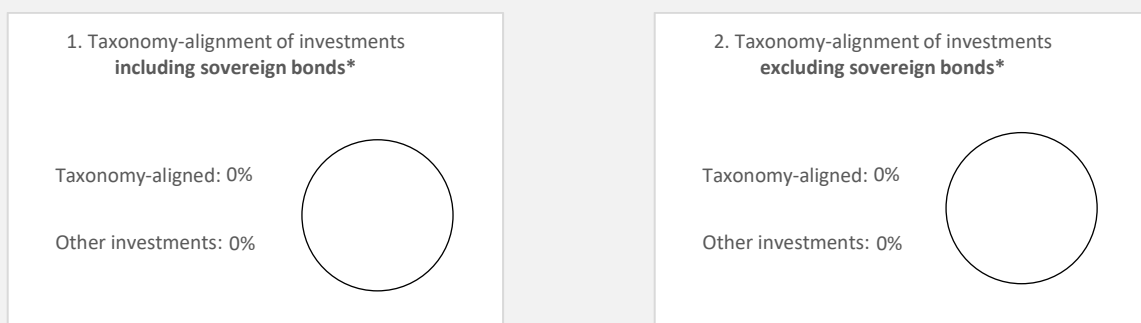 1. Taxonomy-alignment of investments
including sovereign bonds*
Taxonomy-aligned: 0%
Other investments: 0%
2. Taxonomy-alignment of investments
excluding sovereign bonds*
Taxonomy-aligned: 0%
Other investments: 0%